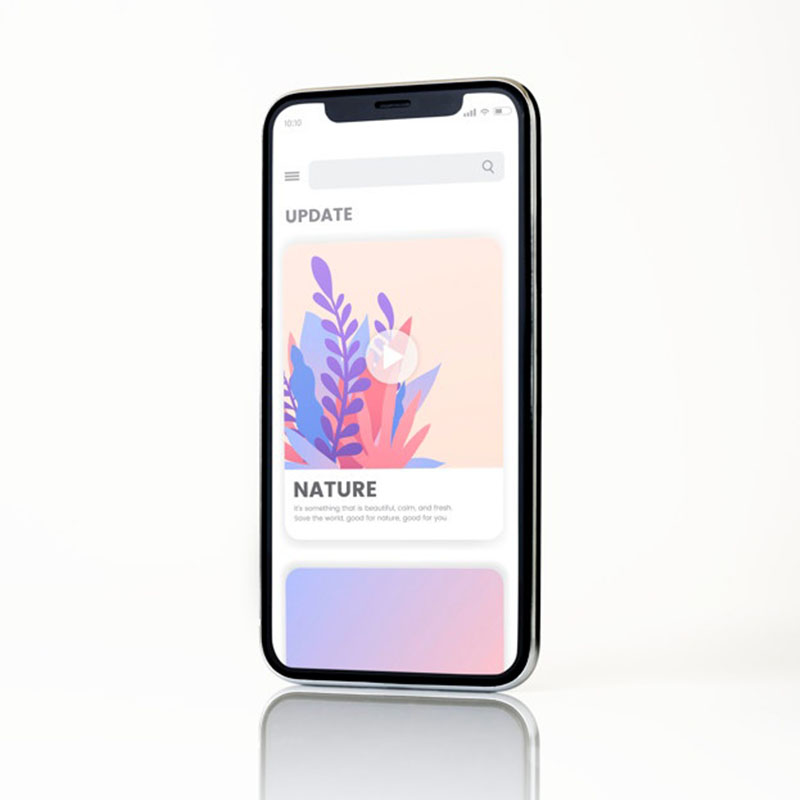 10:10
UPDATE
NATURE
It's something that is beautiful, calm, and fresh.
Save the world, good for nature, good for you.